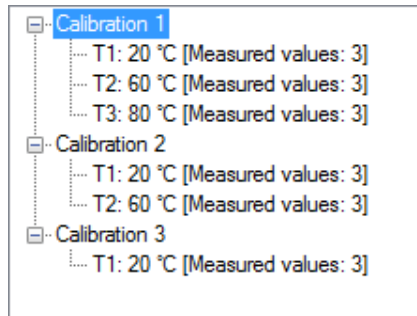 Calibration 1
T1: 20 °C [Measured values: 3]
T2: 60 °C [Measured values: 3]
T3: 80 °C [Measured values: 3]
Calibration 2
T1: 20 °C [Measured values: 3]
T2: 60 °C [Measured values: 3]
Calibration 3
T1: 20 °C [Measured values: 3]